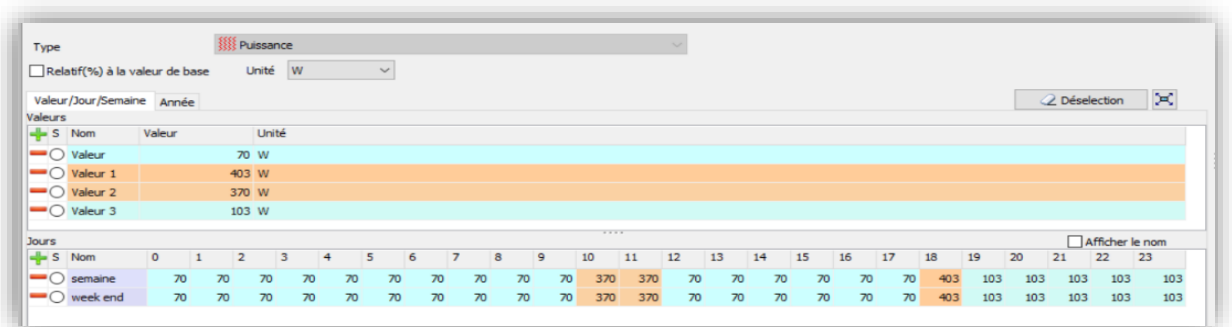 Type Puissance
Relatif(%) à la valeur de base Unité W
Valeur/Jour/Semaine Année Déselection
Valeurs
S Nom Valeur Unité
Valeur 70 W
Valeur 1 403 W
Valeur 2 370 W
Valeur 3 103 W
Jours Afficher le nom
S Nom 0 1 2 3 4 5 6 7 8 9 10 11 12 13 14 15 16 17 18 19 20 21 22 23
semaine 70 70 70 70 70 70 70 70 70 70 370 370 70 70 70 70 70 70 403 103 103 103 103 103
week end 70 70 70 70 70 70 70 70 70 70 370 370 70 70 70 70 70 70 403 103 103 103 103 103